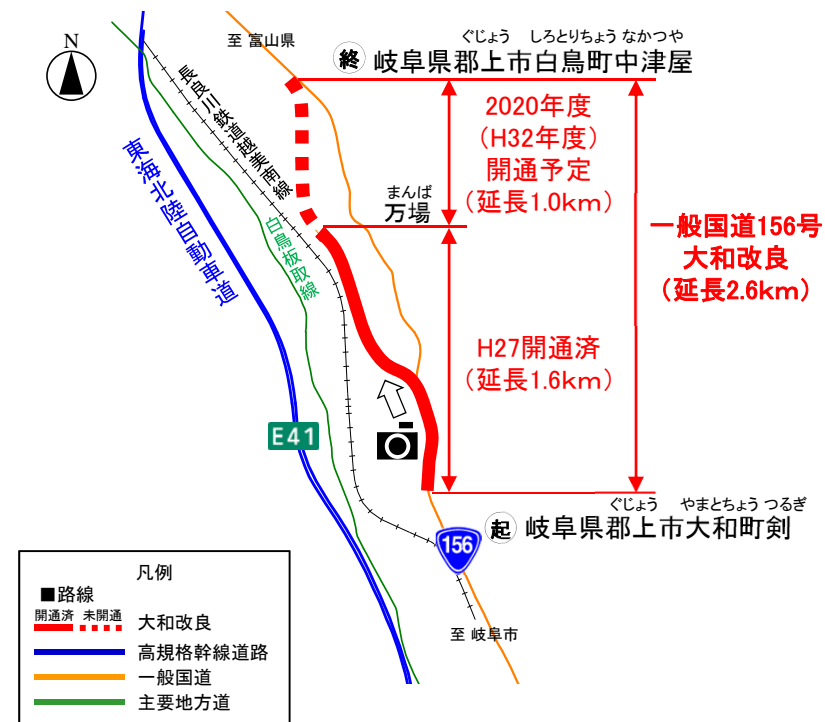 N
至 富山県
ぐじょう しろとりちょう なかつや
終 岐阜県郡上市白鳥町中津屋
長良川鉄道越美南線
東海北陸自動車道
白鳥板取線
まんば
万場
2020年度
（H32年度）
開通予定
（延長1.0km）
一般国道156号
大和改良
（延長2.6km）
H27開通済
（延長1.6km）
E41
ぐじょう やまとちょう つるぎ
起 岐阜県郡上市大和町剣
156
至 岐阜市
凡例
■路線
開通済 未開通
大和改良
高規格幹線道路
一般国道
主要地方道